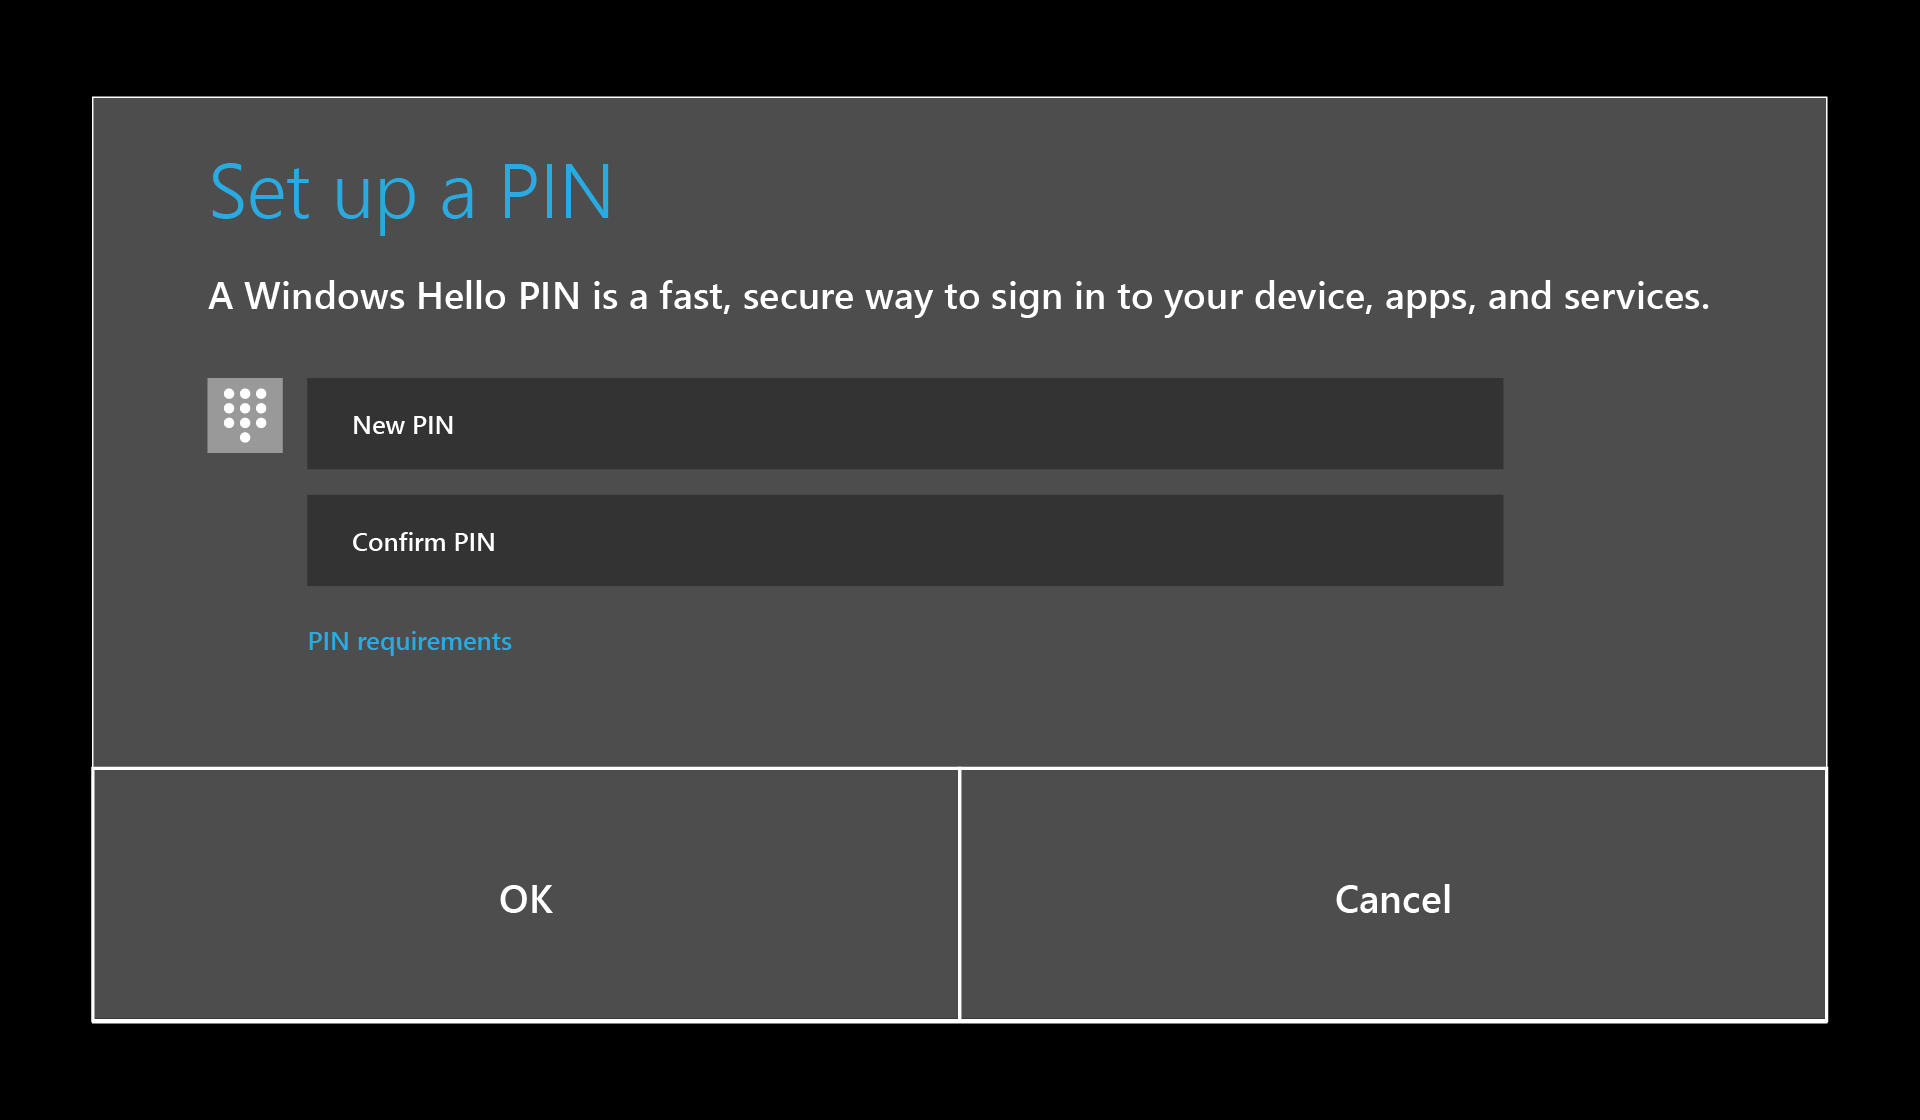 Set up a PIN
A Windows Hello PIN is a fast, secure way to sign in to your device, apps, and services.
New PIN
Confirm PIN
PIN requirements
OK
Cancel